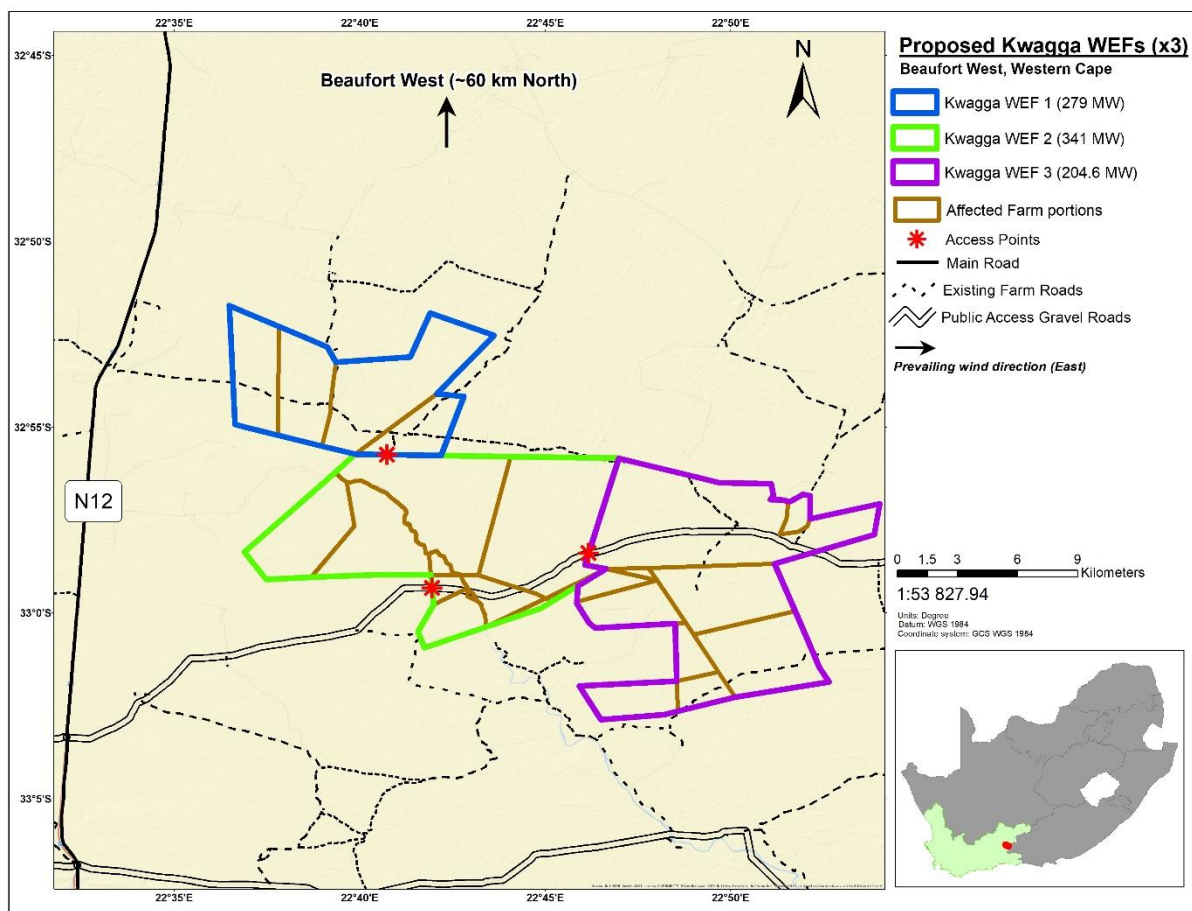 22°35'E
22°40'E
22°45'E
22°50'E
32°45'S
32°50'S
32°55'S
33°0'S
33°5'S
22°35'E
22°40'E
22°45'E
22°50'E
Beaufort West (~60 km North)
N
N12
Proposed Kwagga WEFs (x3)
Beaufort West, Western Cape
Kwagga WEF 1 (279 MW)
Kwagga WEF 2 (341 MW)
Kwagga WEF 3 (204.6 MW)
Affected Farm portions
Access Points
Main Road
Existing Farm Roads
Public Access Gravel Roads
Prevailing wind direction (East)
0 1.5 3 6 9
Kilometers
1:53 827.94
Units: Degree
Datum: WGS 1984
Coordinate system: GCS WGS 1984